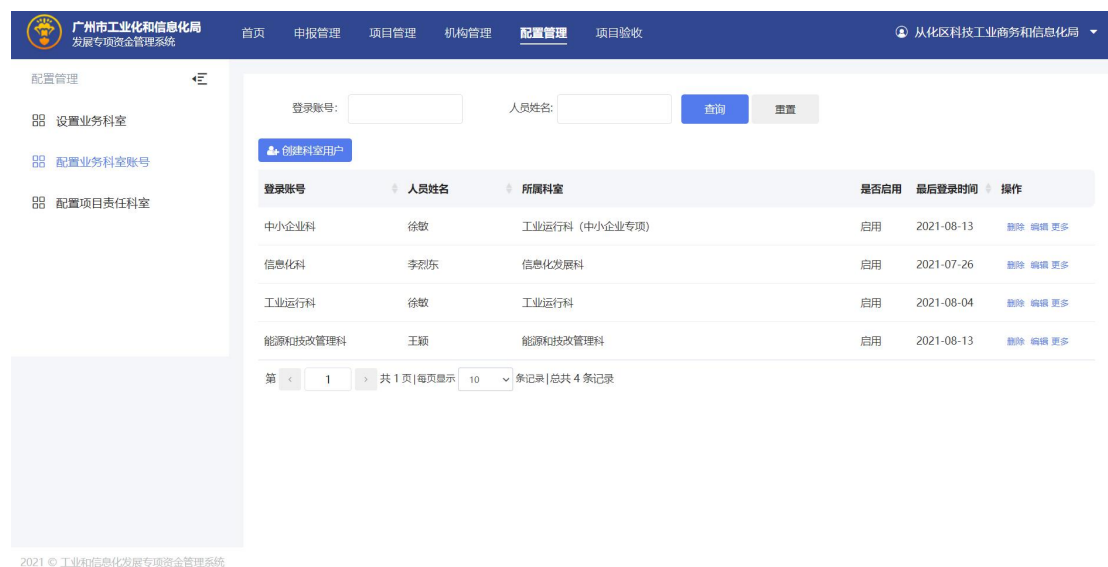 广州市工业化和信息化局
发展专项资金管理系统
首页 申报管理 项目管理 机构管理 配置管理 项目验收
从化区科技工业商务和信息化局
配置管理
设置业务科室
配置业务科室账号
配置项目责任科室
登录账号: 人员姓名: 查询 重置
创建科室用户
登录账号 人员姓名 所属科室 是否启用 最后登录时间 操作
中小企业科 徐敏 工业运行科（中小企业专项） 启用 2021-08-13 删除 编辑 更多
信息化科 李烈东 信息化发展科 启用 2021-07-26 删除 编辑 更多
工业运行科 徐敏 工业运行科 启用 2021-08-04 删除 编辑 更多
能源和技改管理科 王颖 能源和技改管理科 启用 2021-08-13 删除 编辑 更多
第 < 1 > 共 1 页|每页显示 10 条记录|总共 4 条记录
2021 © 工业和信息化发展专项资金管理系统